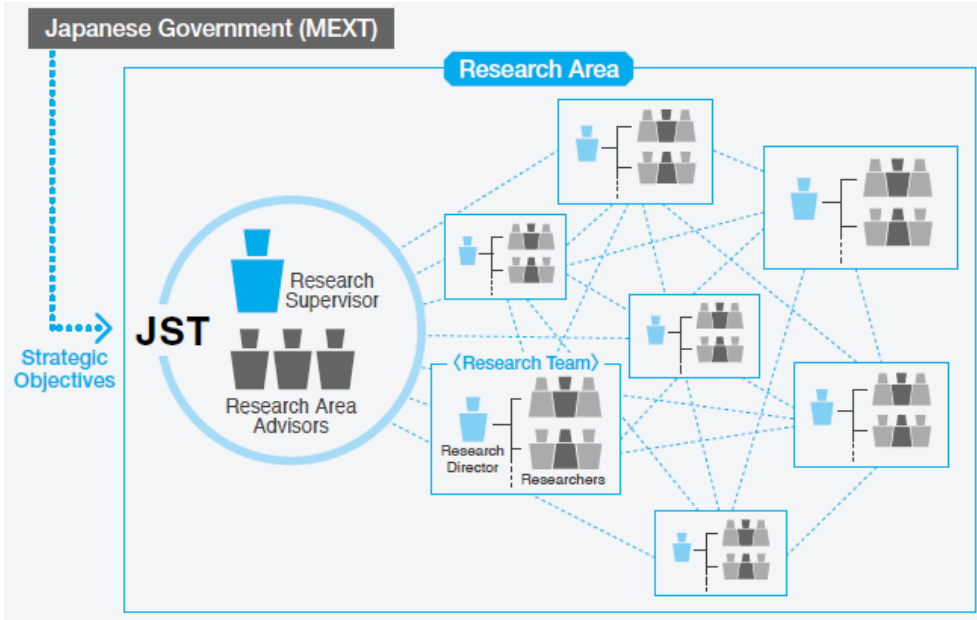 Japanese Government (MEXT)
Research Area
Research
Supervisor
JST
Strategic
Objectives
Research Area
Advisors
〈Research Team〉
Research
Director
Researchers